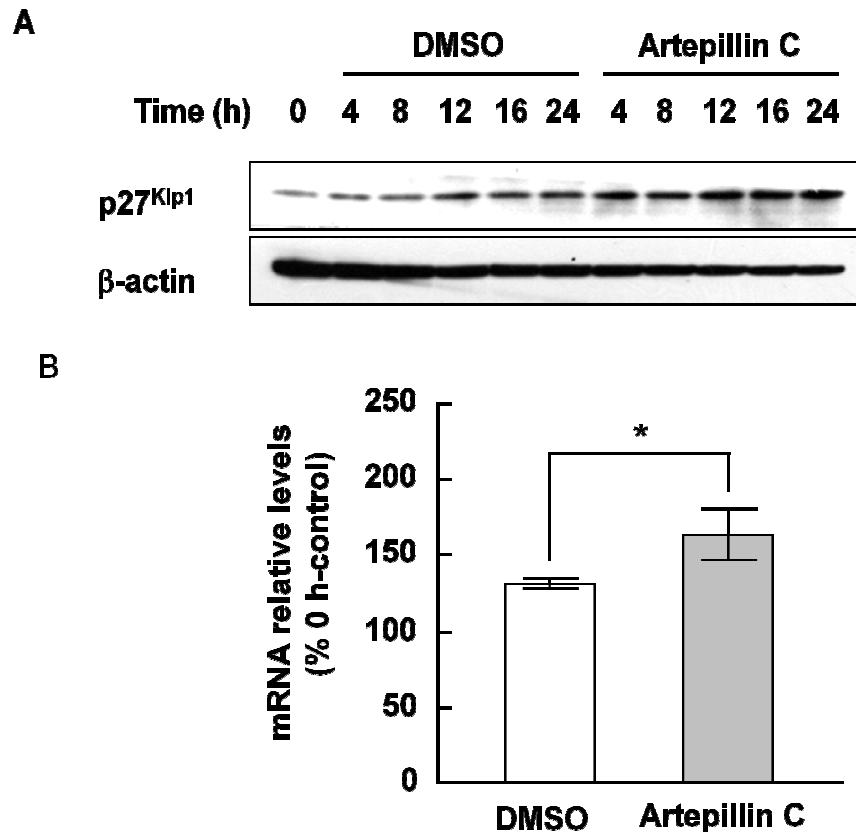 A
DMSO Artepillin C
Time (h) 0 4 8 12 16 24 4 8 12 16 24
p27Kip1
β-actin
B
250
200
150
100
50
0
mRNA relative levels
(% 0 h-control)
*
DMSO Artepillin C